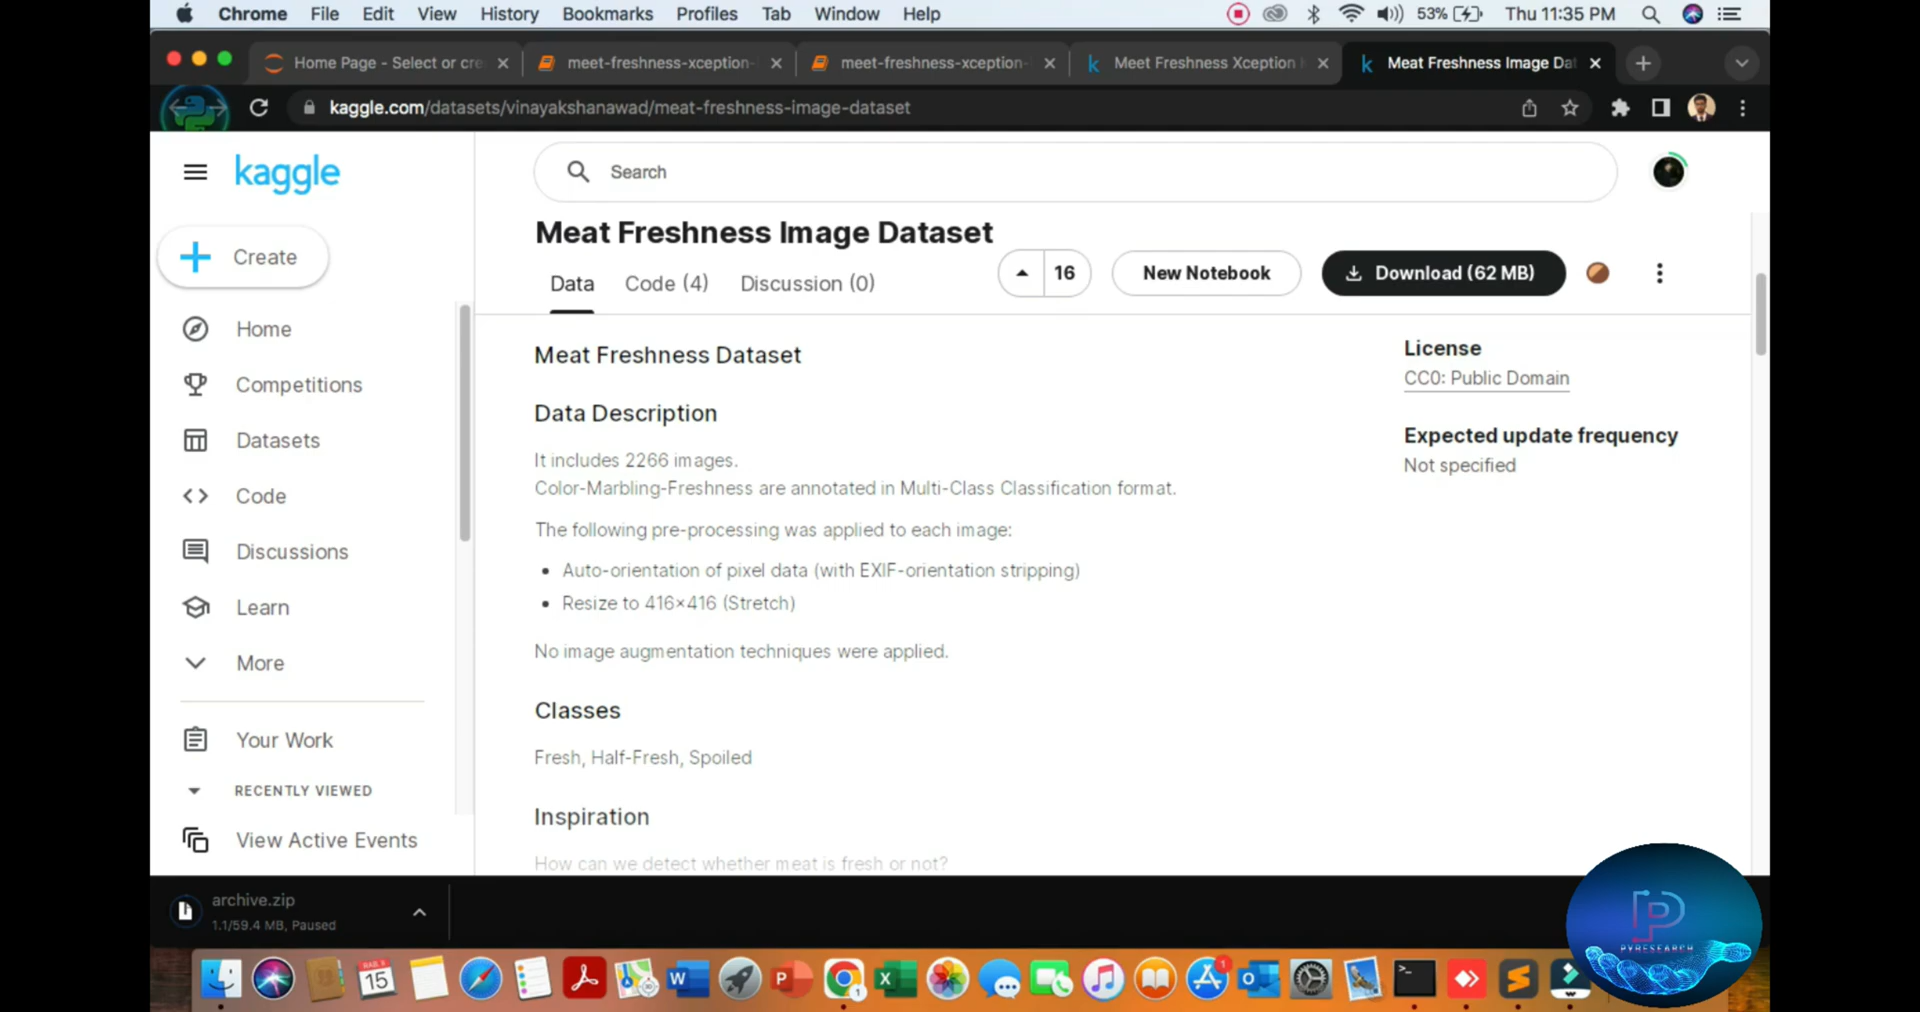 Chrome File Edit View History Bookmarks Profiles Tab Window Help 53% Thu 11:35 PM
Home Page - Select or cre
meet-freshness-xception-
meet-freshness-xception-
Meet Freshness Xception
Meat Freshness Image Dat
kaggle.com/datasets/vinayakshanawad/meat-freshness-image-dataset
kaggle
Search
Create
Home
Competitions
Datasets
Code
Discussions
Learn
More
Your Work
RECENTLY VIEWED
View Active Events
Meat Freshness Image Dataset
Data Code (4) Discussion (0)
16
New Notebook
Download (62 MB)
Meat Freshness Dataset
Data Description
It includes 2266 images.
Color-Marbling-Freshness are annotated in Multi-Class Classification format.
The following pre-processing was applied to each image:
Auto-orientation of pixel data (with EXIF-orientation stripping)
Resize to 416×416 (Stretch)
No image augmentation techniques were applied.
Classes
Fresh, Half-Fresh, Spoiled
Inspiration
How can we detect whether meat is fresh or not?
License
CC0: Public Domain
Expected update frequency
Not specified
archive.zip
1.1/59.4 MB, Paused
15
PYRESEARCH